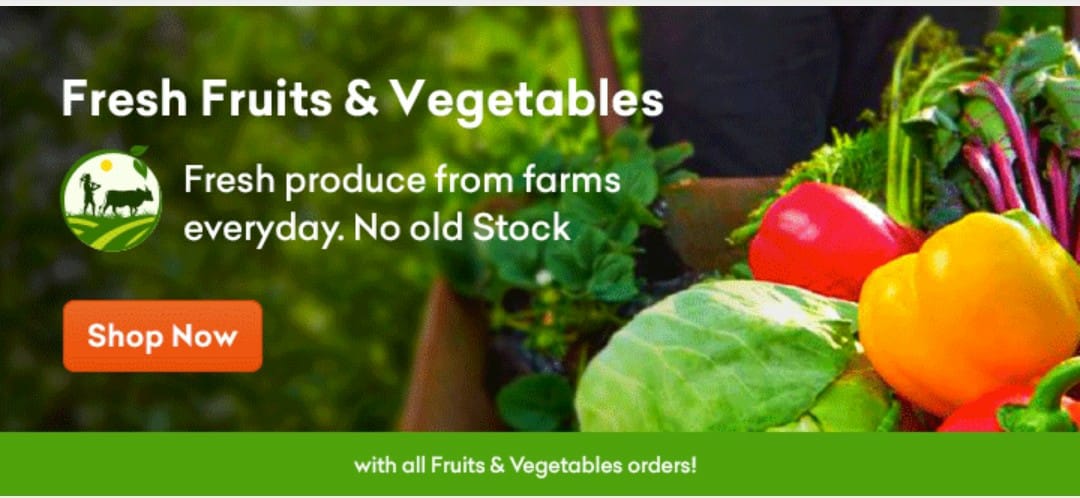 Fresh Fruits & Vegetables
Fresh produce from farms
everyday. No old Stock
Shop Now
with all Fruits & Vegetables orders!